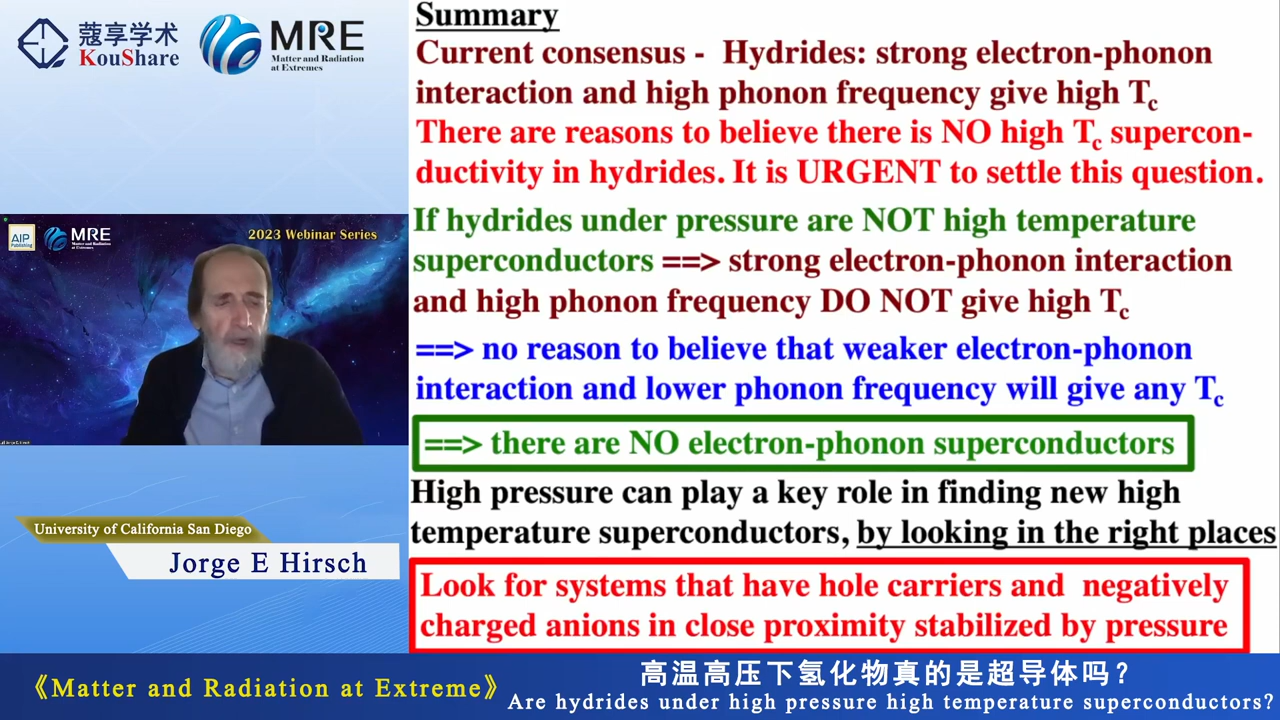 蔻享学术
KouShare
MRE
Matter and Radiation
at Extremes
AIP
Publishing
MRE
Matter and Radiation
at Extremes
2023 Webinar Series
University of California San Diego
Jorge E Hirsch
Summary
Current consensus - Hydrides: strong electron-phonon
interaction and high phonon frequency give high Tc
There are reasons to believe there is NO high Tc supercon-
ductivity in hydrides. It is URGENT to settle this question.
If hydrides under pressure are NOT high temperature
superconductors ==> strong electron-phonon interaction
and high phonon frequency DO NOT give high Tc
==> no reason to believe that weaker electron-phonon
interaction and lower phonon frequency will give any Tc
==> there are NO electron-phonon superconductors
High pressure can play a key role in finding new high
temperature superconductors, by looking in the right places
Look for systems that have hole carriers and negatively
charged anions in close proximity stabilized by pressure
《Matter and Radiation at Extreme》
高温高压下氢化物真的是超导体吗？
Are hydrides under high pressure high temperature superconductors?